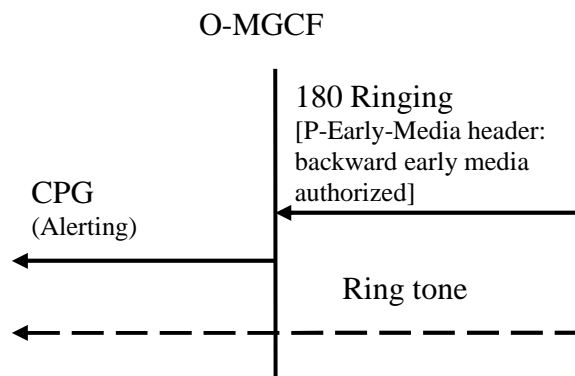 O-MGCF
180 Ringing
[P-Early-Media header:
backward early media
authorized]
CPG
(Alerting)
Ring tone